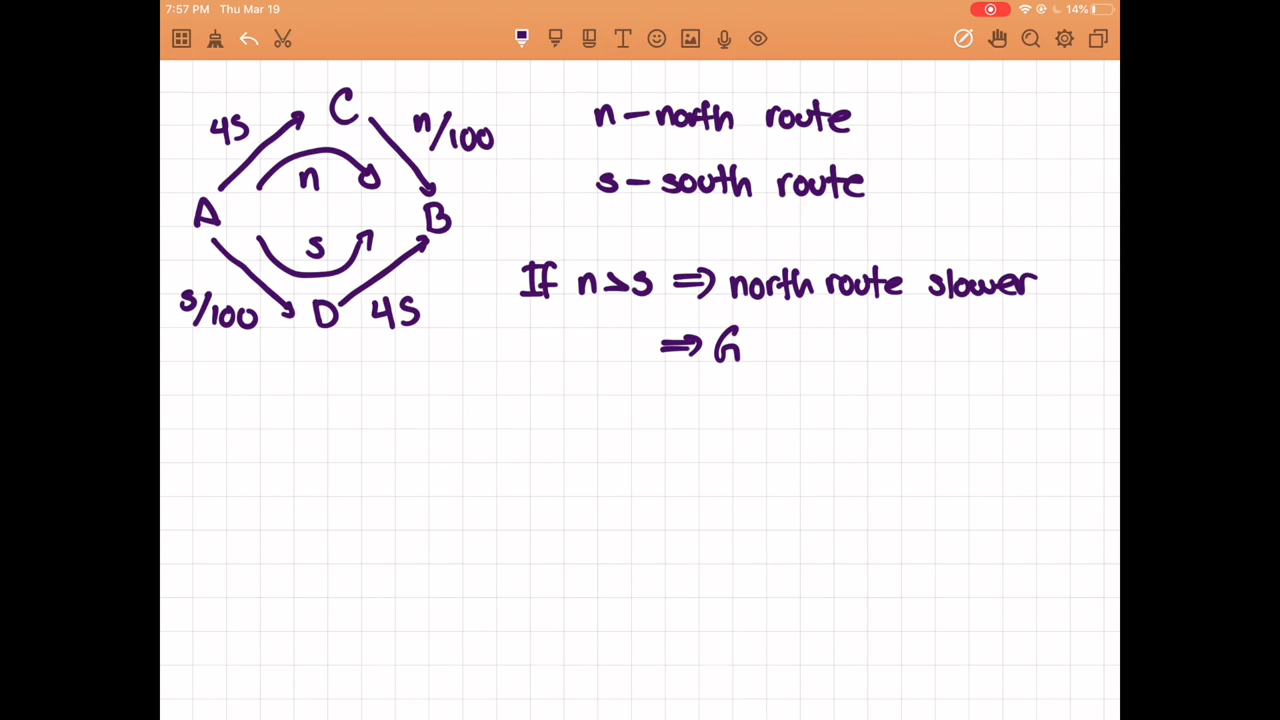 7:57 PM Thu Mar 19
14%
45
C
n/100
n
A
B
s
s/100
D
45
n – north route
s – south route
If n > s ⇒ north route slower
⇒ G